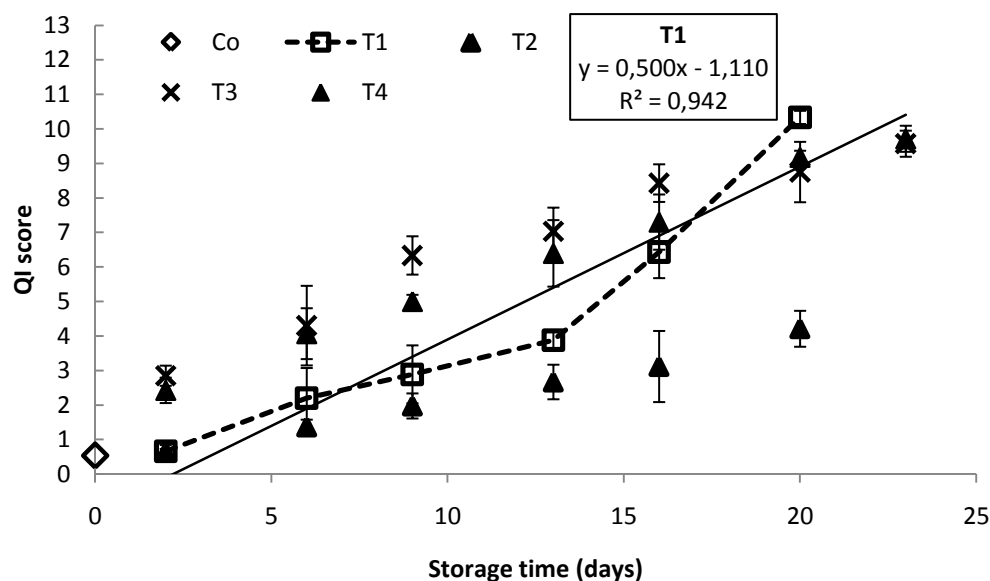 13
12
11
10
9
8
7
6
5
4
3
2
1
0
QI score
Co
T1
T2
T3
T4
T1
y = 0,500x - 1,110
R² = 0,942
0
5
10
15
20
25
Storage time (days)